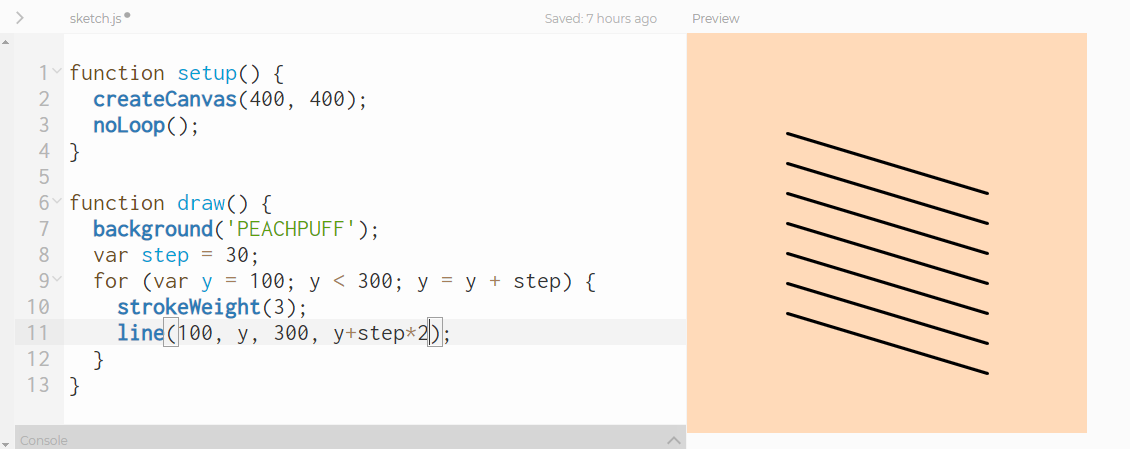 sketch.js Saved: 7 hours ago Preview
1 function setup() {
2 createCanvas(400, 400);
3 noLoop();
4 }
5
6 function draw() {
7 background('PEACHPUFF');
8 var step = 30;
9 for (var y = 100; y < 300; y = y + step) {
10 strokeWeight(3);
11 line(100, y, 300, y+step*2);
12 }
13 }
Console